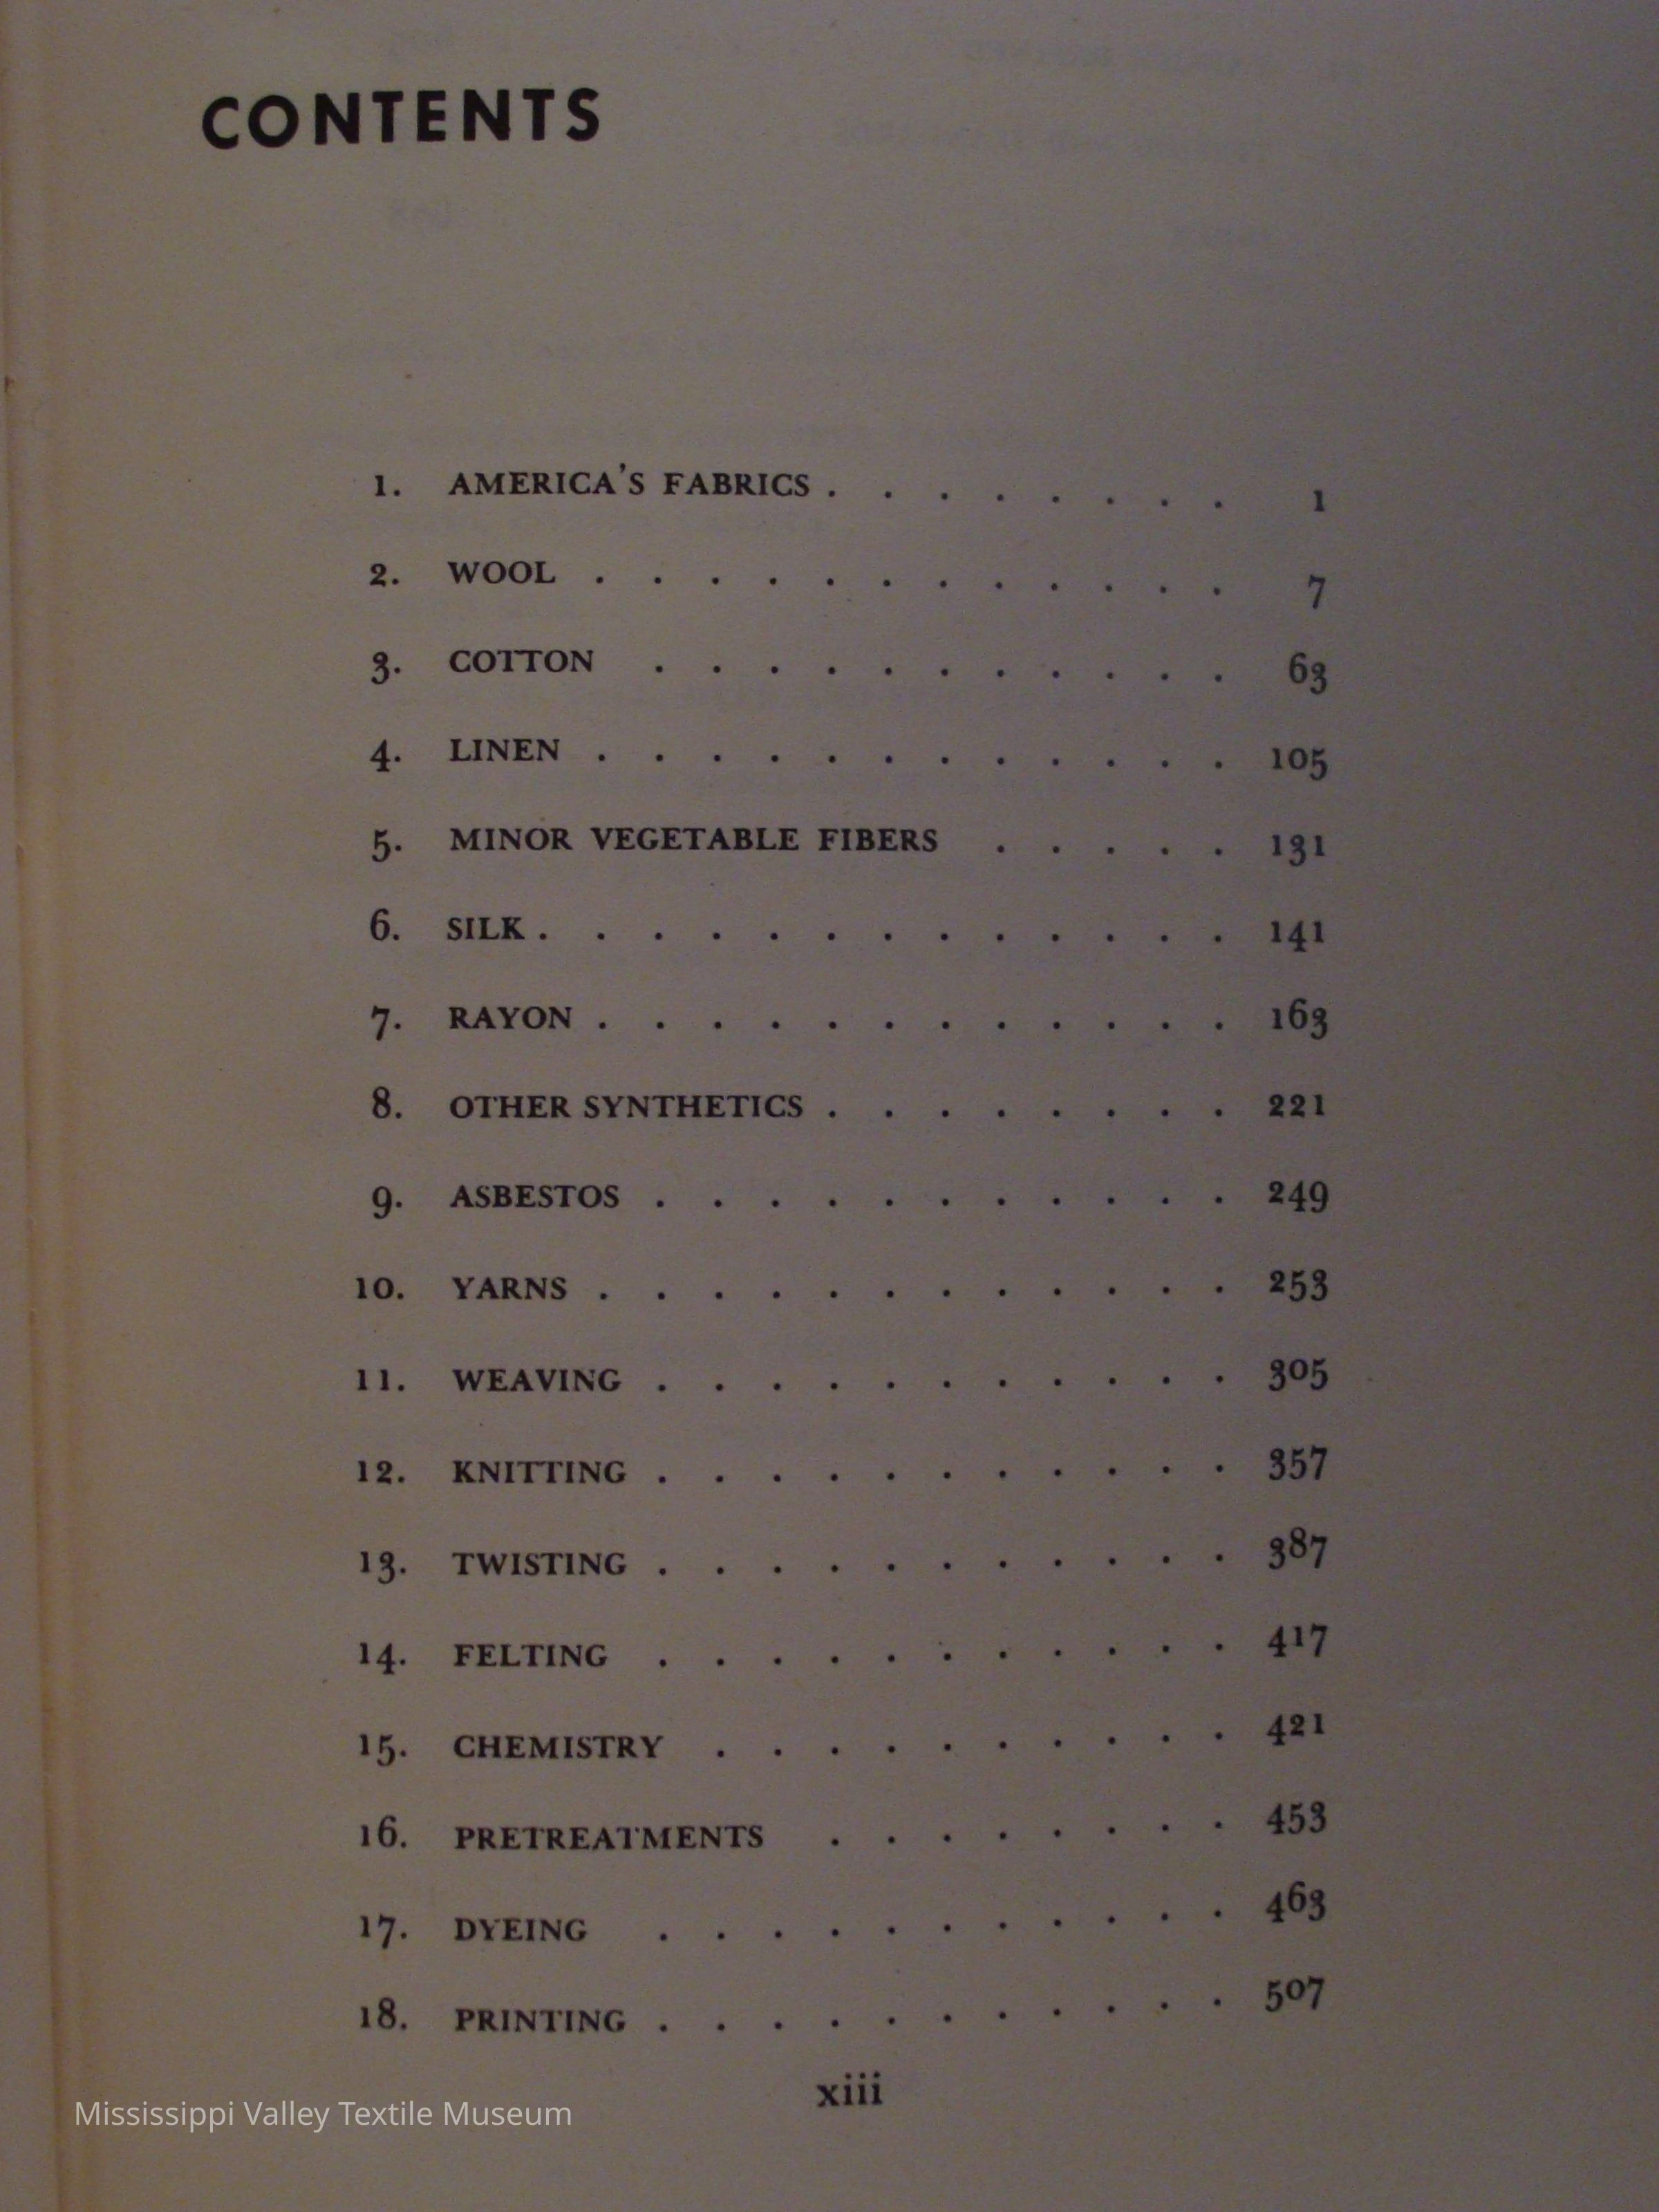 CONTENTS
1. AMERICA'S FABRICS . . . . . . . . 1
2. WOOL . . . . . . . . . . . . 7
3. COTTON . . . . . . . . . . . 63
4. LINEN . . . . . . . . . . . . 105
5. MINOR VEGETABLE FIBERS . . . . . 131
6. SILK . . . . . . . . . . . . . 141
7. RAYON . . . . . . . . . . . . 163
8. OTHER SYNTHETICS . . . . . . . . 221
9. ASBESTOS . . . . . . . . . . . 249
10. YARNS . . . . . . . . . . . . 253
11. WEAVING . . . . . . . . . . . 305
12. KNITTING . . . . . . . . . . . 357
13. TWISTING . . . . . . . . . . . 387
14. FELTING . . . . . . . . . . . 417
15. CHEMISTRY . . . . . . . . . . 421
16. PRETREATMENTS . . . . . . . . 453
17. DYEING . . . . . . . . . . . 463
18. PRINTING . . . . . . . . . . . 507
xiii
Mississippi Valley Textile Museum